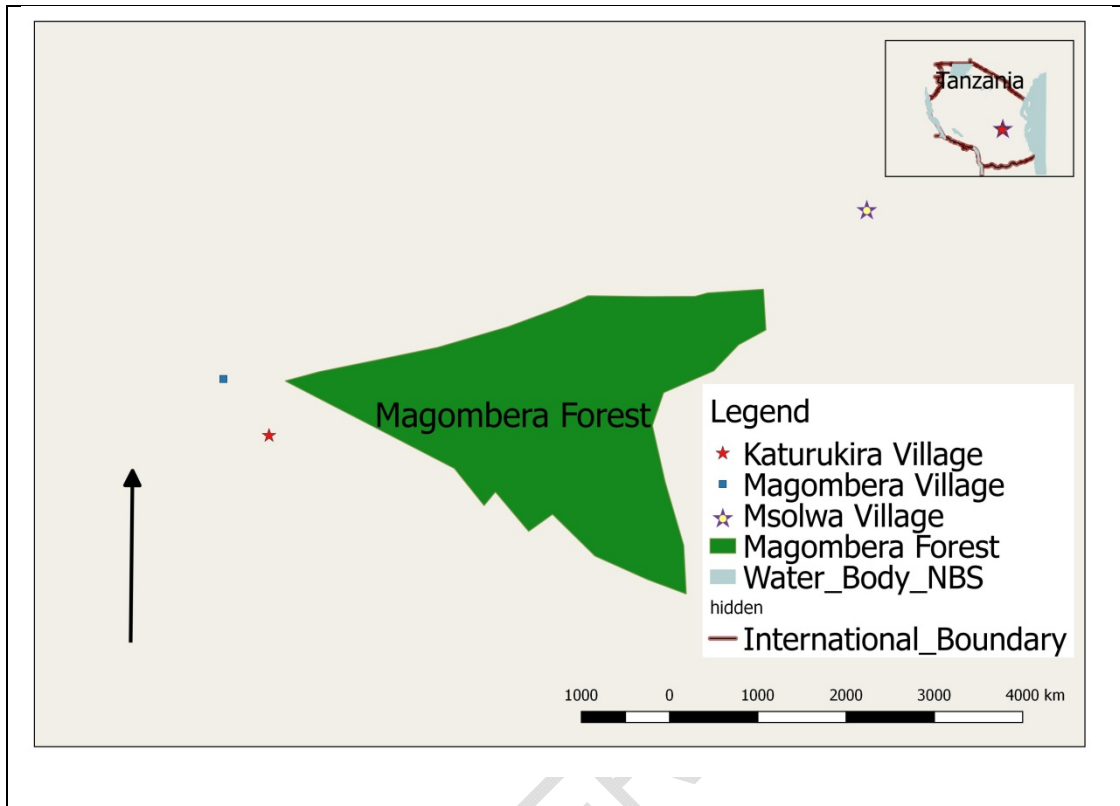 Tanzania
Magombera Forest
Legend
Katurukira Village
Magombera Village
Msolwa Village
Magombera Forest
Water_Body_NBS
hidden
International_Boundary
1000 0 1000 2000 3000 4000 km